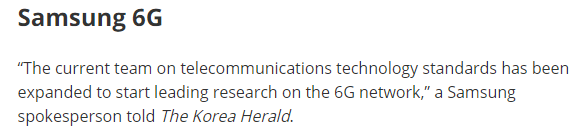 Samsung 6G
“The current team on telecommunications technology standards has been
expanded to start leading research on the 6G network,” a Samsung
spokesperson told The Korea Herald.